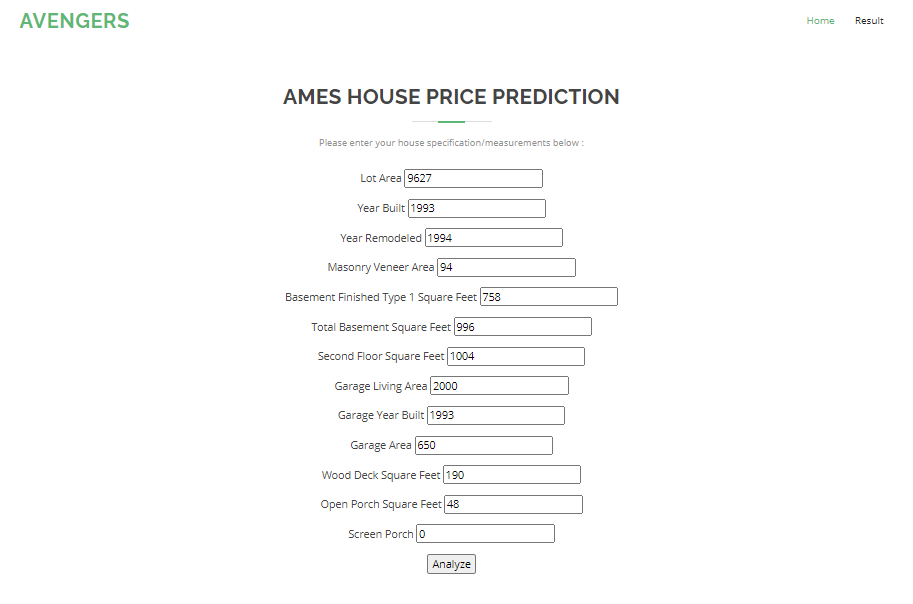 AVENGERS
Home Result
AMES HOUSE PRICE PREDICTION
Please enter your house specification/measurements below :
Lot Area 9627
Year Built 1993
Year Remodeled 1994
Masonry Veneer Area 94
Basement Finished Type 1 Square Feet 758
Total Basement Square Feet 996
Second Floor Square Feet 1004
Garage Living Area 2000
Garage Year Built 1993
Garage Area 650
Wood Deck Square Feet 190
Open Porch Square Feet 48
Screen Porch 0
Analyze